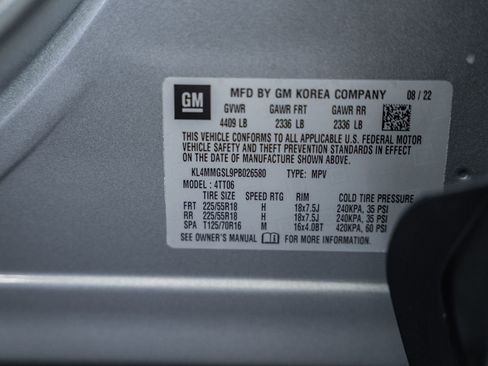 GM
MFD BY GM KOREA COMPANY 08 / 22
GVWR GAWR FRT GAWR RR
4409 LB 2336 LB 2336 LB
THIS VEHICLE CONFORMS TO ALL APPLICABLE U.S. FEDERAL MOTOR
VEHICLE SAFETY AND THEFT PREVENTION STANDARDS IN EFFECT
ON THE DATE OF MANUFACTURE SHOWN ABOVE.
KL4MMGSL9PB026580 TYPE: MPV
MODEL: 4TT06
TIRE SIZE SPEED RTG RIM COLD TIRE PRESSURE
FRT 225/55R18 H 18x7.5J 240KPA, 35 PSI
RR 225/55R18 H 18x7.5J 240KPA, 35 PSI
SPA T125/70R16 M 16x4.0BT 420KPA, 60 PSI
SEE OWNER'S MANUAL FOR MORE INFORMATION.